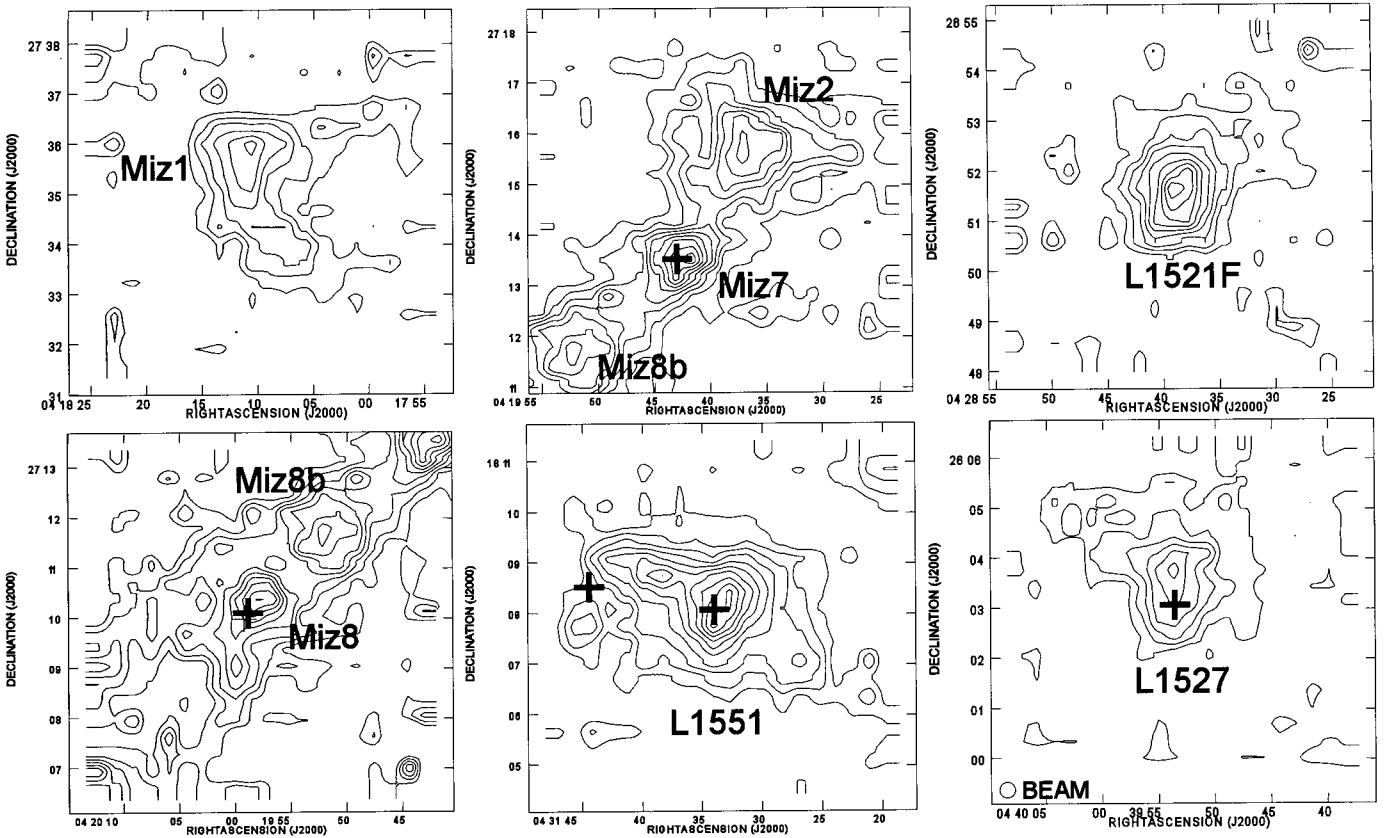 27 38
37
36
35
34
33
32
31
DECLINATION (J2000)
Miz1
04 18 25
20
15
10
05
00
17 55
RIGHTASCENSION (J2000)
27 18
17
16
15
14
13
12
11
DECLINATION (J2000)
Miz2
Miz7
Miz8b
04 19 55
50
45
40
35
30
25
RIGHTASCENSION (J2000)
28 55
54
53
52
51
50
49
48
DECLINATION (J2000)
L1521F
04 28 55
50
45
40
35
30
25
RIGHTASCENSION (J2000)
27 13
12
11
10
09
08
07
DECLINATION (J2000)
Miz8b
Miz8
04 20 10
05
00
19 55
50
45
RIGHTASCENSION (J2000)
18 11
10
09
08
07
06
05
DECLINATION (J2000)
L1551
04 31 45
40
35
30
25
20
RIGHTASCENSION (J2000)
26 06
05
04
03
02
01
00
DECLINATION (J2000)
L1527
BEAM
04 40 05
00
39 55
50
45
40
RIGHTASCENSION (J2000)